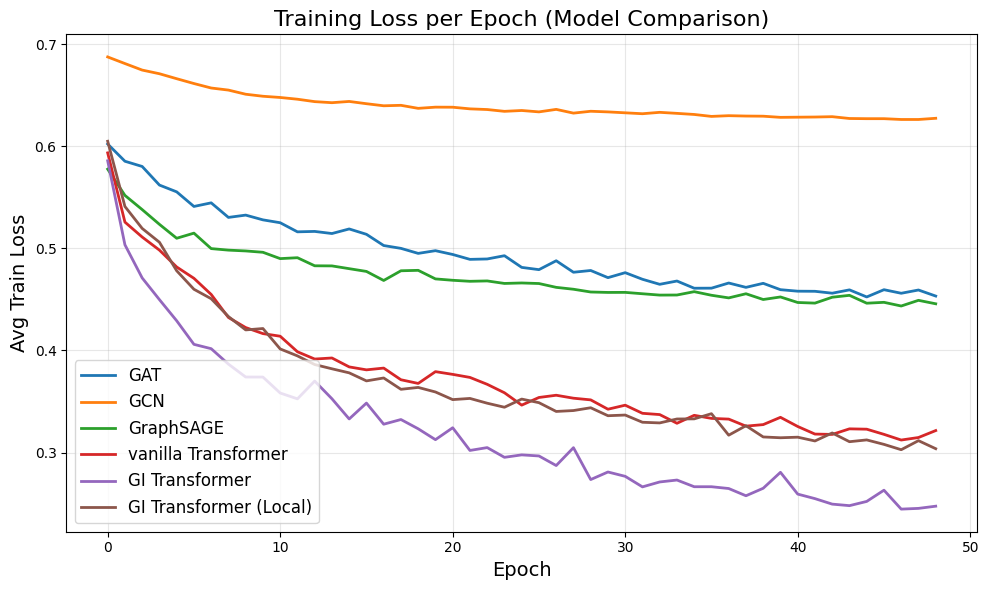 Training Loss per Epoch (Model Comparison)
Avg Train Loss
0.7
0.6
0.5
0.4
0.3
GAT
GCN
GraphSAGE
vanilla Transformer
GI Transformer
GI Transformer (Local)
0 10 20 30 40 50
Epoch